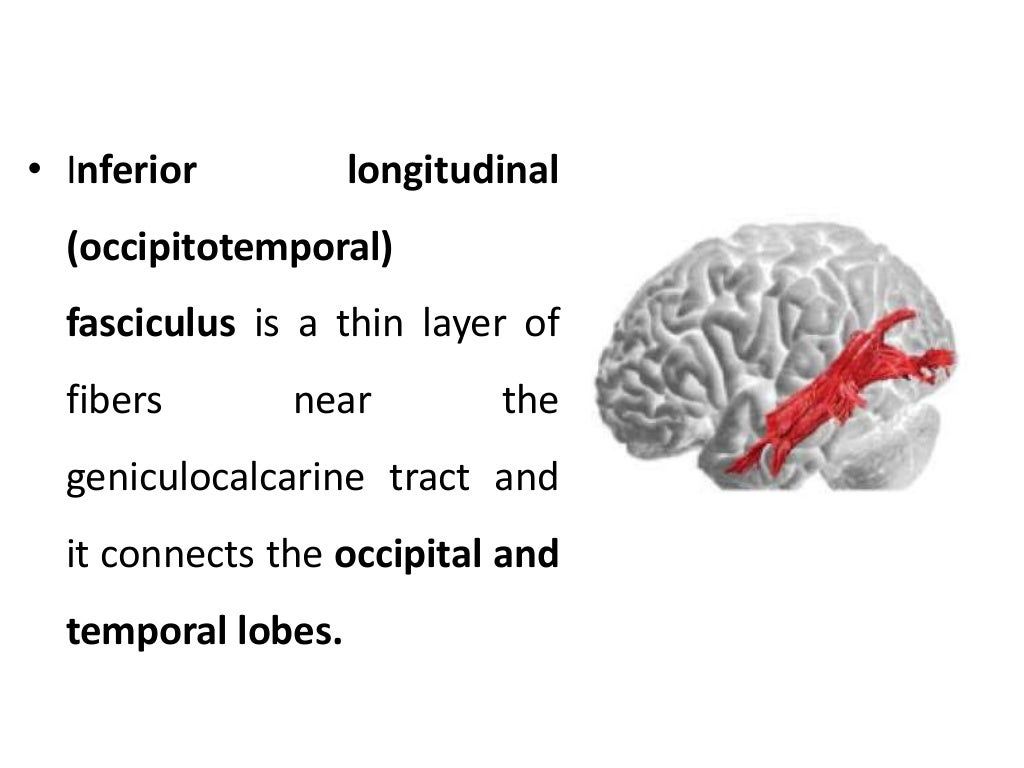 • Inferior longitudinal
(occipitotemporal)
fasciculus is a thin layer of
fibers near the
geniculocalcarine tract and
it connects the occipital and
temporal lobes.